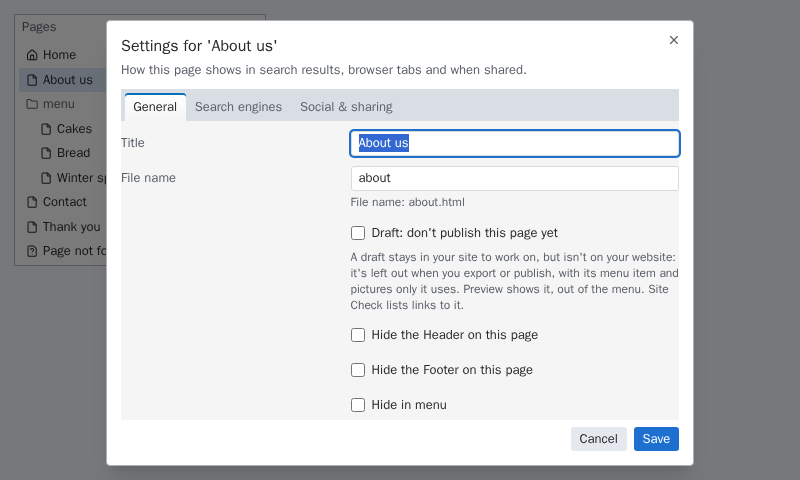 Pages
Home
About us
menu
Cakes
Bread
Winter sp
Contact
Thank you
Page not fo
Settings for 'About us'
How this page shows in search results, browser tabs and when shared.
General
Search engines
Social & sharing
Title
About us
File name
about
File name: about.html
Draft: don't publish this page yet
A draft stays in your site to work on, but isn't on your website:
it's left out when you export or publish, with its menu item and
pictures only it uses. Preview shows it, out of the menu. Site
Check lists links to it.
Hide the Header on this page
Hide the Footer on this page
Hide in menu
Cancel
Save